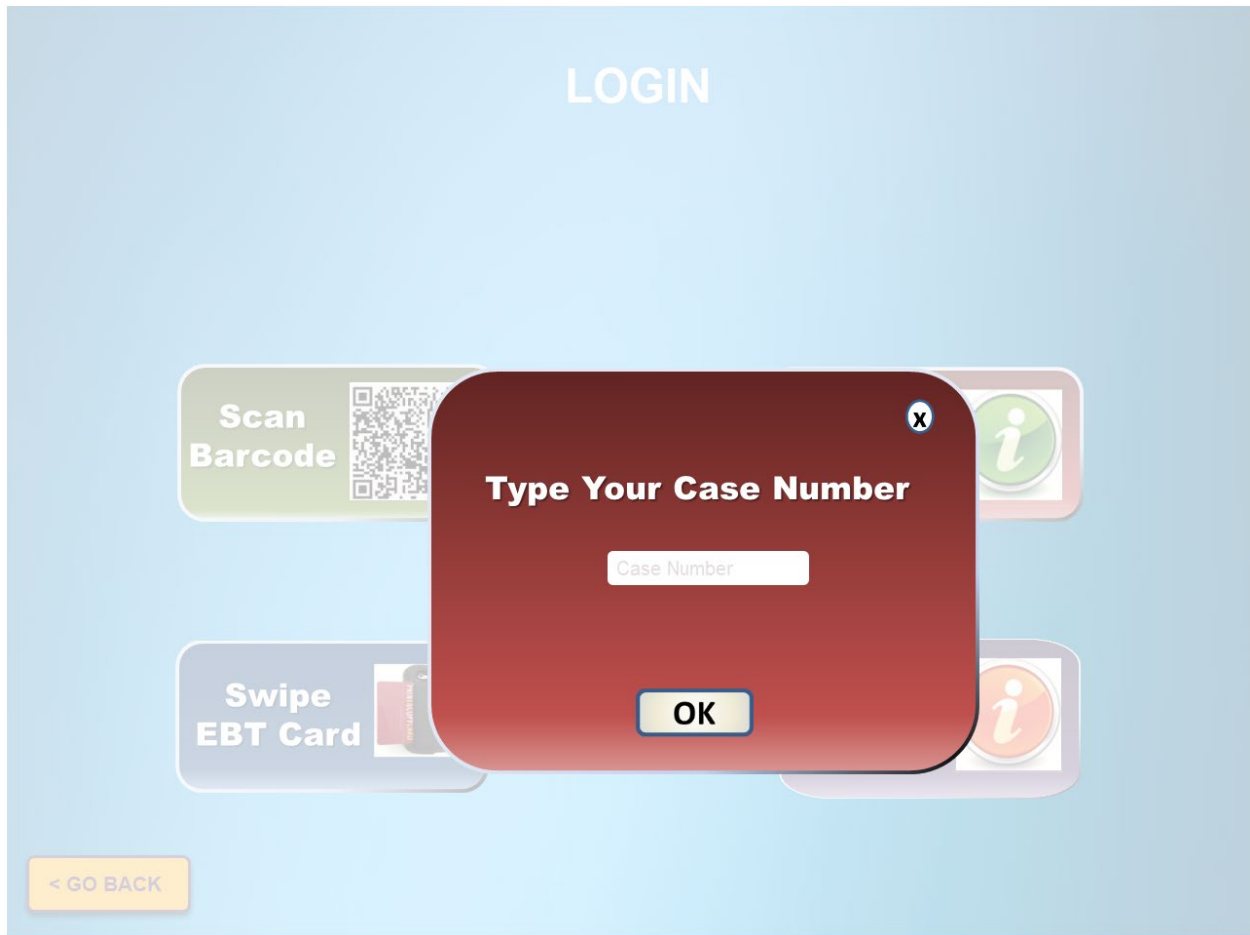 LOGIN
Scan
Barcode
x
Type Your Case Number
Case Number
OK
Swipe
EBT Card
< GO BACK